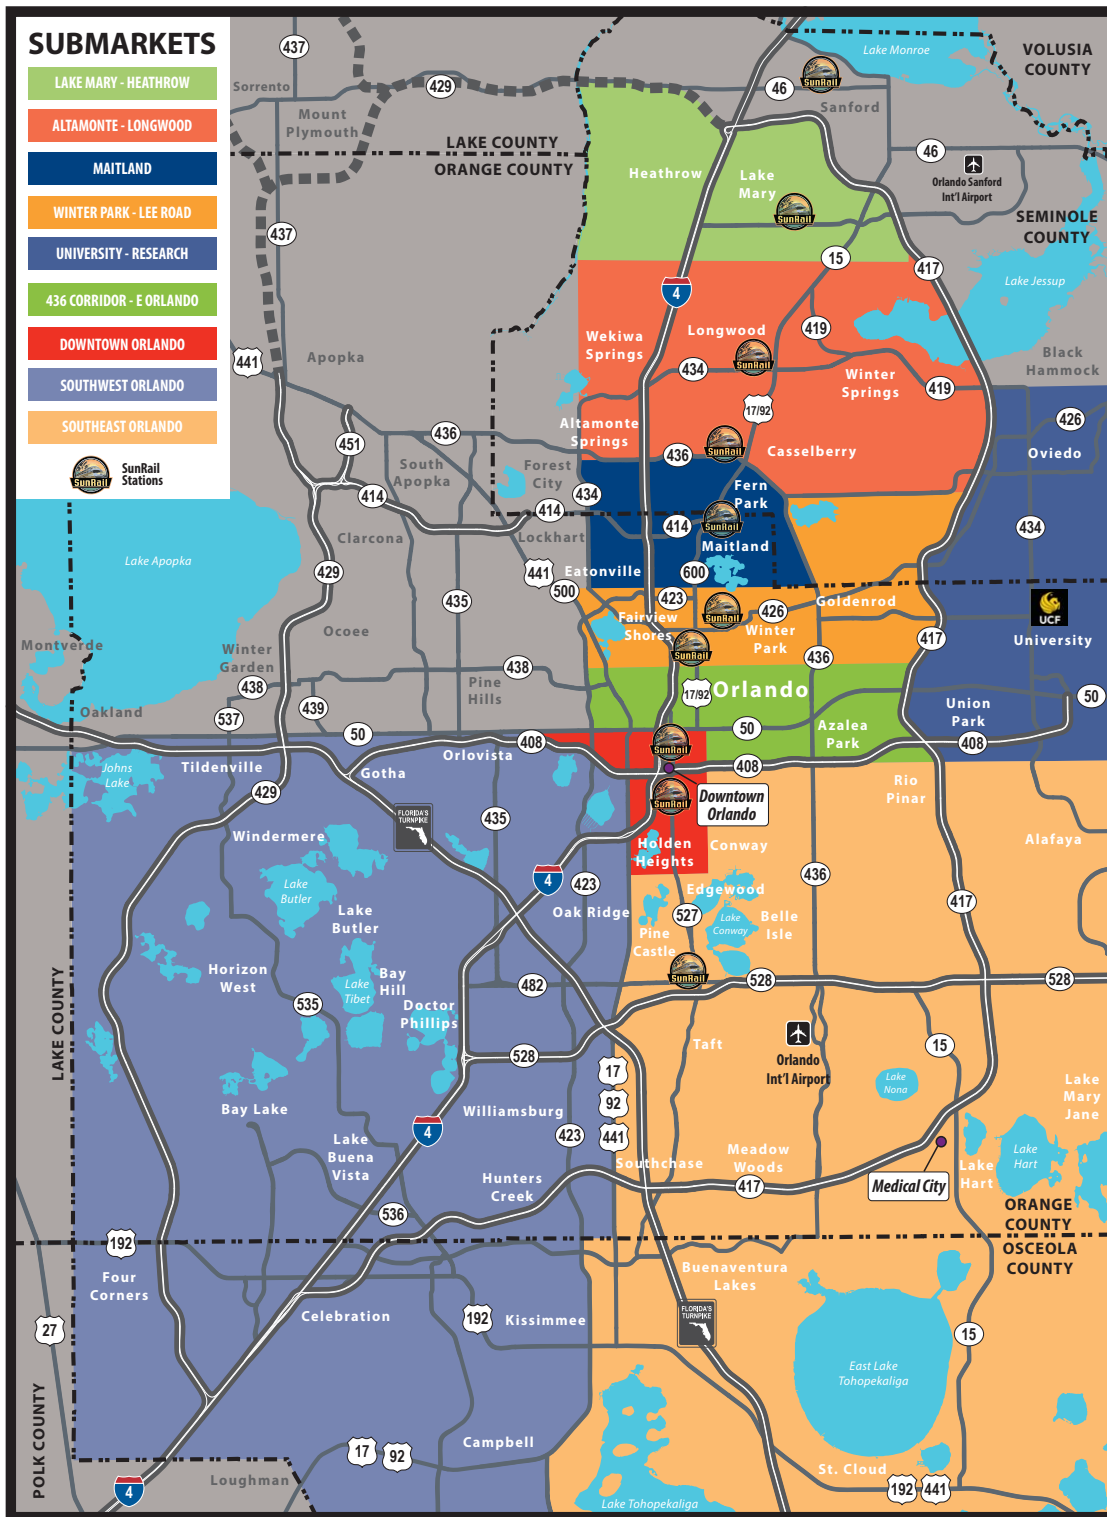 SUBMARKETS
LAKE MARY - HEATHROW
ALTAMONTE - LONGWOOD
MAITLAND
WINTER PARK - LEE ROAD
UNIVERSITY - RESEARCH
436 CORRIDOR - E ORLANDO
DOWNTOWN ORLANDO
SOUTHWEST ORLANDO
SOUTHEAST ORLANDO
SunRail
SunRail
Stations
437
Sorrento
429
Mount
Plymouth
LAKE COUNTY
ORANGE COUNTY
Lake Monroe
VOLUSIA
COUNTY
SunRail
46
Sanford
46
Orlando Sanford
Int'l Airport
Heathrow
Lake
Mary
SunRail
SEMINOLE
COUNTY
437
15
417
Lake Jessup
4
419
Wekiwa
Springs
Longwood
SunRail
434
Black
Hammock
441
Apopka
Winter
Springs
419
17/92
Altamonte
Springs
426
Oviedo
451
436
436
SunRail
Casselberry
South
Apopka
Forest
City
434
Fern
Park
414
414
414
SunRail
434
Clarcona
Lockhart
Maitland
Lake Apopka
429
441
500
Eatonville
600
435
423
SunRail
426
Goldenrod
UCF
University
Ocoee
Fairview
Shores
Winter
Park
417
Montverde
Winter
Garden
SunRail
436
438
438
Pine
Hills
17/92
Orlando
50
Oakland
537
439
Union
Park
50
408
Orlovista
SunRail
50
Azalea
Park
408
Johns
Lake
Tildenville
Gotha
408
429
SunRail
Downtown
Orlando
Rio
Pinar
FLORIDA'S
TURNPIKE
435
Windermere
Holden
Heights
Conway
Alafaya
4
423
436
Lake
Butler
Lake
Butler
Oak Ridge
Edgewood
527
Lake
Conway
Belle
Isle
417
Pine
Castle
Horizon
West
Bay
Hill
SunRail
Lake
Tibet
482
528
528
535
Doctor
Phillips
LAKE COUNTY
528
Taft
Orlando
Int'l Airport
15
17
92
441
Lake
Nona
Lake
Mary
Jane
Bay Lake
Williamsburg
4
423
Lake
Buena
Vista
Southchase
Meadow
Woods
Lake
Hart
Lake
Hart
Hunters
Creek
417
Medical City
536
ORANGE
COUNTY
OSCEOLA
COUNTY
192
Four
Corners
Buenaventura
Lakes
Celebration
192
Kissimmee
FLORIDA'S
TURNPIKE
27
15
East Lake
Tohopekaliga
POLK COUNTY
Campbell
17
92
St. Cloud
Loughman
4
192
441
Lake Tohopekaliga